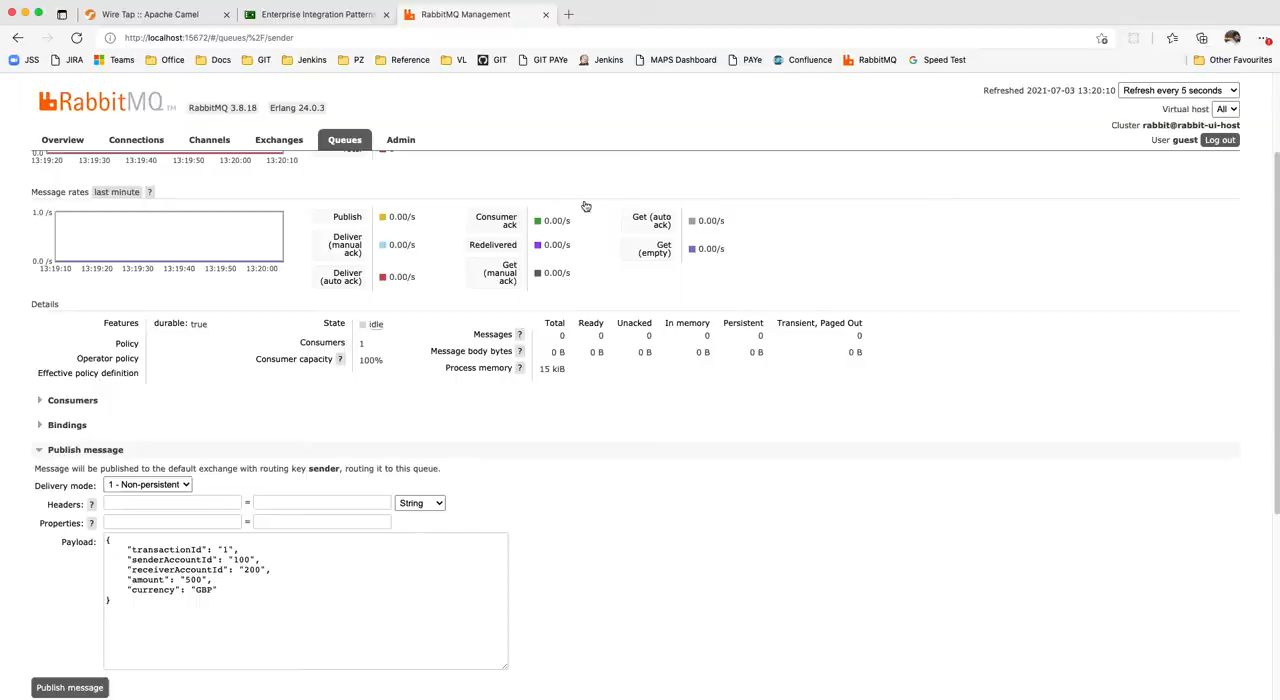 Wire Tap :: Apache Camel
Enterprise Integration Pattern
RabbitMQ Management
http://localhost:15672/#/queues/%2F/sender
JSS JIRA Teams Office Docs GIT Jenkins PZ Reference VL GIT GIT PAYe Jenkins MAPS Dashboard PAYe Confluence RabbitMQ Speed Test Other Favourites
RabbitMQ TM RabbitMQ 3.8.18 Erlang 24.0.3
Refreshed 2021-07-03 13:20:10 Refresh every 5 seconds
Virtual host All
Cluster rabbit@rabbit-ui-host
User guest Log out
Overview Connections Channels Exchanges Queues Admin
0.0
13:19:20 13:19:30 13:19:40 13:19:50 13:20:00 13:20:10
Message rates last minute ?
1.0 /s
0.0 /s
13:19:10 13:19:20 13:19:30 13:19:40 13:19:50 13:20:00
Publish 0.00/s
Deliver (manual ack) 0.00/s
Deliver (auto ack) 0.00/s
Consumer ack 0.00/s
Redelivered 0.00/s
Get (manual ack) 0.00/s
Get (auto ack) 0.00/s
Get (empty) 0.00/s
Details
Features durable: true
Policy
Operator policy
Effective policy definition
State idle
Consumers 1
Consumer capacity ? 100%
Total Ready Unacked In memory Persistent Transient, Paged Out
Messages ? 0 0 0 0 0 0
Message body bytes ? 0 B 0 B 0 B 0 B 0 B 0 B
Process memory ? 15 kiB
Consumers
Bindings
Publish message
Message will be published to the default exchange with routing key sender, routing it to this queue.
Delivery mode: 1 - Non-persistent
Headers: ? = String
Properties: ? =
Payload:
{
"transactionId": "1",
"senderAccountId": "100",
"receiverAccountId": "200",
"amount": "500",
"currency": "GBP"
}
Publish message